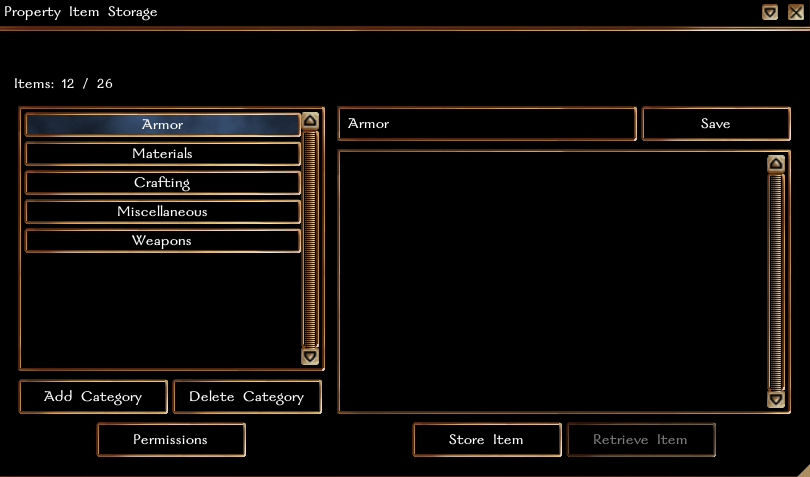 Property Item Storage
Items: 12 / 26
Armor
Materials
Crafting
Miscellaneous
Weapons
Add Category
Delete Category
Permissions
Armor
Save
Store Item
Retrieve Item